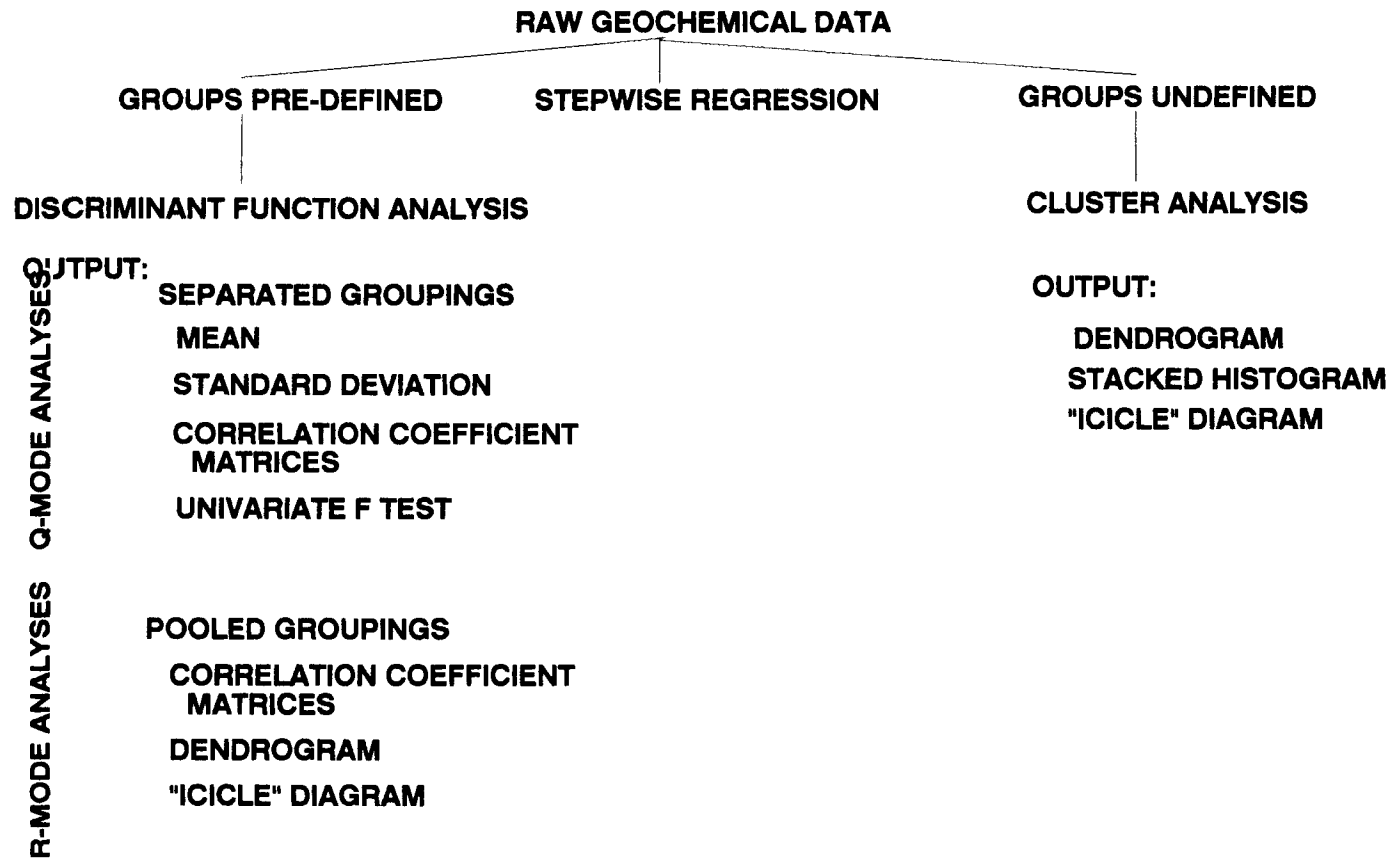 RAW GEOCHEMICAL DATA
GROUPS PRE-DEFINED
STEPWISE REGRESSION
GROUPS UNDEFINED
DISCRIMINANT FUNCTION ANALYSIS
CLUSTER ANALYSIS
OUTPUT:
Q-MODE ANALYSES
SEPARATED GROUPINGS
MEAN
STANDARD DEVIATION
CORRELATION COEFFICIENT
MATRICES
UNIVARIATE F TEST
R-MODE ANALYSES
POOLED GROUPINGS
CORRELATION COEFFICIENT
MATRICES
DENDROGRAM
"ICICLE" DIAGRAM
OUTPUT:
DENDROGRAM
STACKED HISTOGRAM
"ICICLE" DIAGRAM